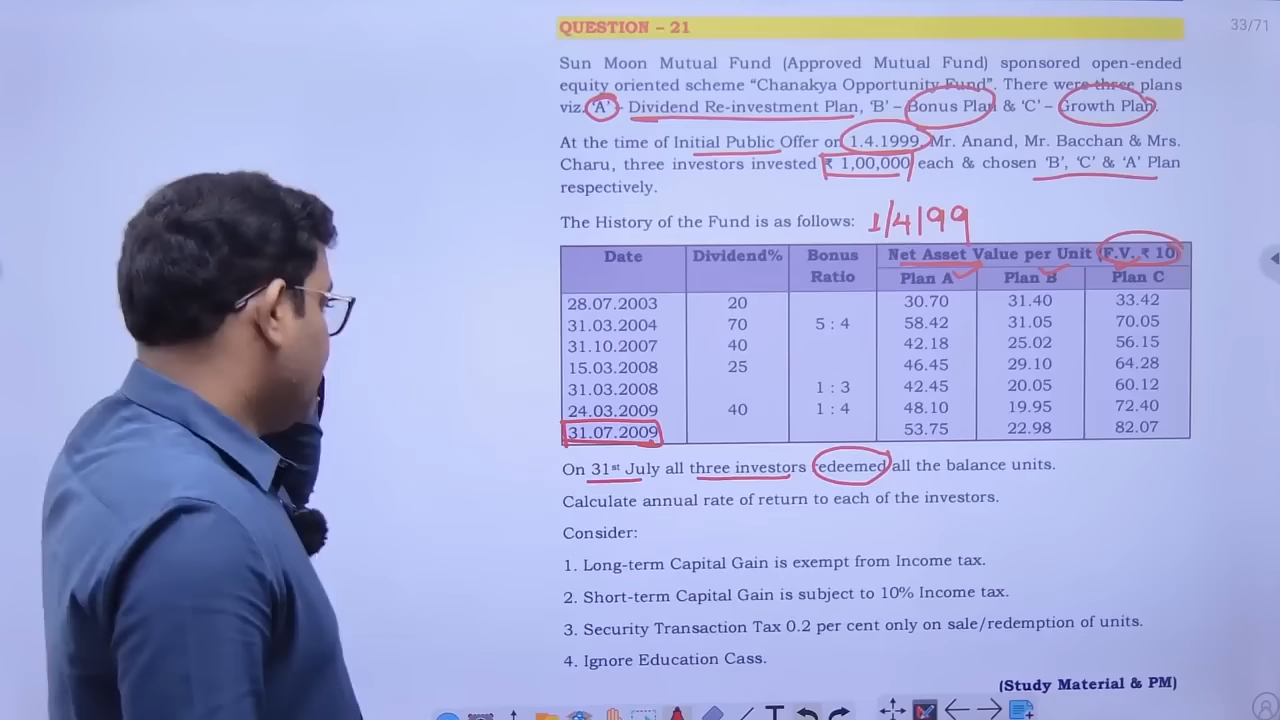 QUESTION – 21
33/71
Sun Moon Mutual Fund (Approved Mutual Fund) sponsored open-ended
equity oriented scheme “Chanakya Opportunity Fund”. There were three plans
viz. ‘A’ – Dividend Re-investment Plan, ‘B’ – Bonus Plan & ‘C’ – Growth Plan.
At the time of Initial Public Offer on 1.4.1999, Mr. Anand, Mr. Bacchan & Mrs.
Charu, three investors invested ₹ 1,00,000 each & chosen ‘B’, ‘C’ & ‘A’ Plan
respectively.
The History of the Fund is as follows: 1/4/99
Date Dividend% Bonus Ratio Net Asset Value per Unit (F.V. ₹ 10)
Plan A Plan B Plan C
28.07.2003 20 30.70 31.40 33.42
31.03.2004 70 5 : 4 58.42 31.05 70.05
31.10.2007 40 42.18 25.02 56.15
15.03.2008 25 46.45 29.10 64.28
31.03.2008 1 : 3 42.45 20.05 60.12
24.03.2009 40 1 : 4 48.10 19.95 72.40
31.07.2009 53.75 22.98 82.07
On 31st July all three investors redeemed all the balance units.
Calculate annual rate of return to each of the investors.
Consider:
1. Long-term Capital Gain is exempt from Income tax.
2. Short-term Capital Gain is subject to 10% Income tax.
3. Security Transaction Tax 0.2 per cent only on sale/redemption of units.
4. Ignore Education Cass.
(Study Material & PM)